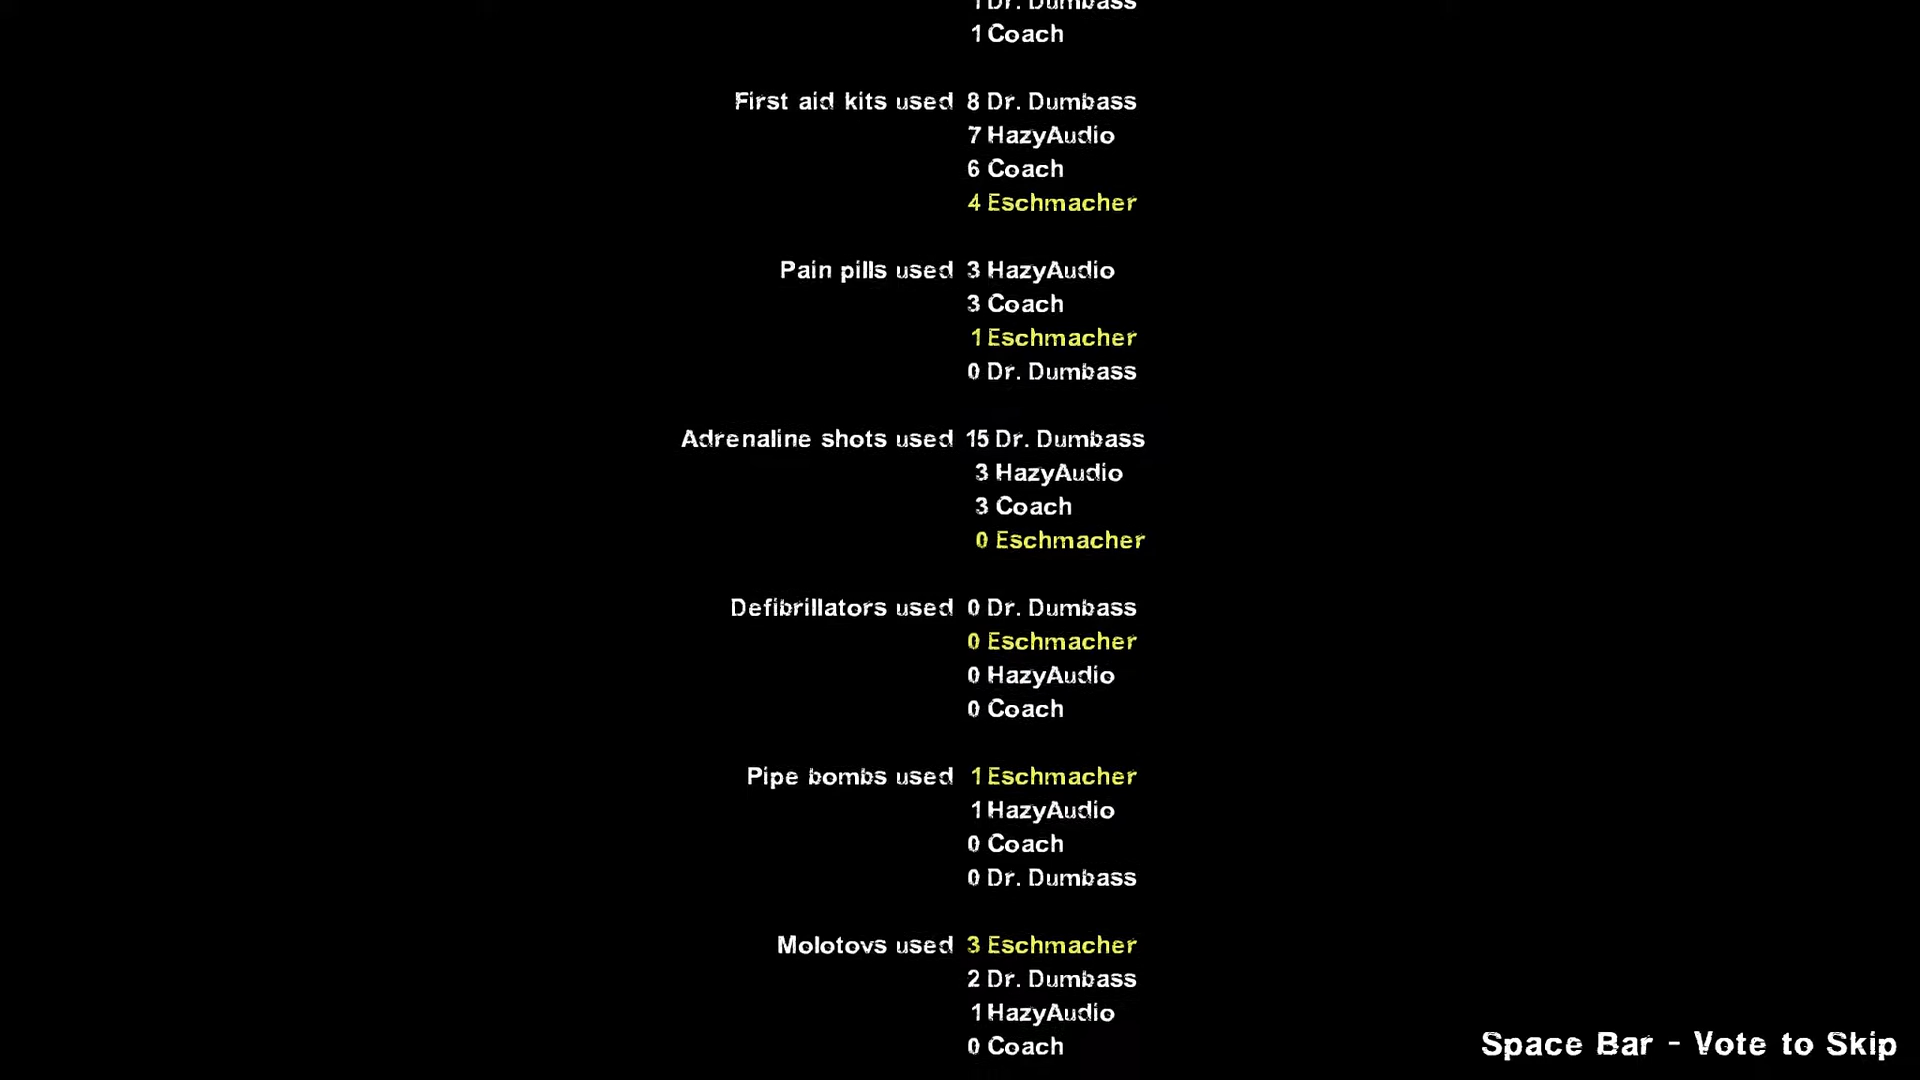 1 Dr. Dumbass
1 Coach
First aid kits used 8 Dr. Dumbass
7 HazyAudio
6 Coach
4 Eschmacher
Pain pills used 3 HazyAudio
3 Coach
1 Eschmacher
0 Dr. Dumbass
Adrenaline shots used 15 Dr. Dumbass
3 HazyAudio
3 Coach
0 Eschmacher
Defibrillators used 0 Dr. Dumbass
0 Eschmacher
0 HazyAudio
0 Coach
Pipe bombs used 1 Eschmacher
1 HazyAudio
0 Coach
0 Dr. Dumbass
Molotovs used 3 Eschmacher
2 Dr. Dumbass
1 HazyAudio
0 Coach
Space Bar - Vote to Skip